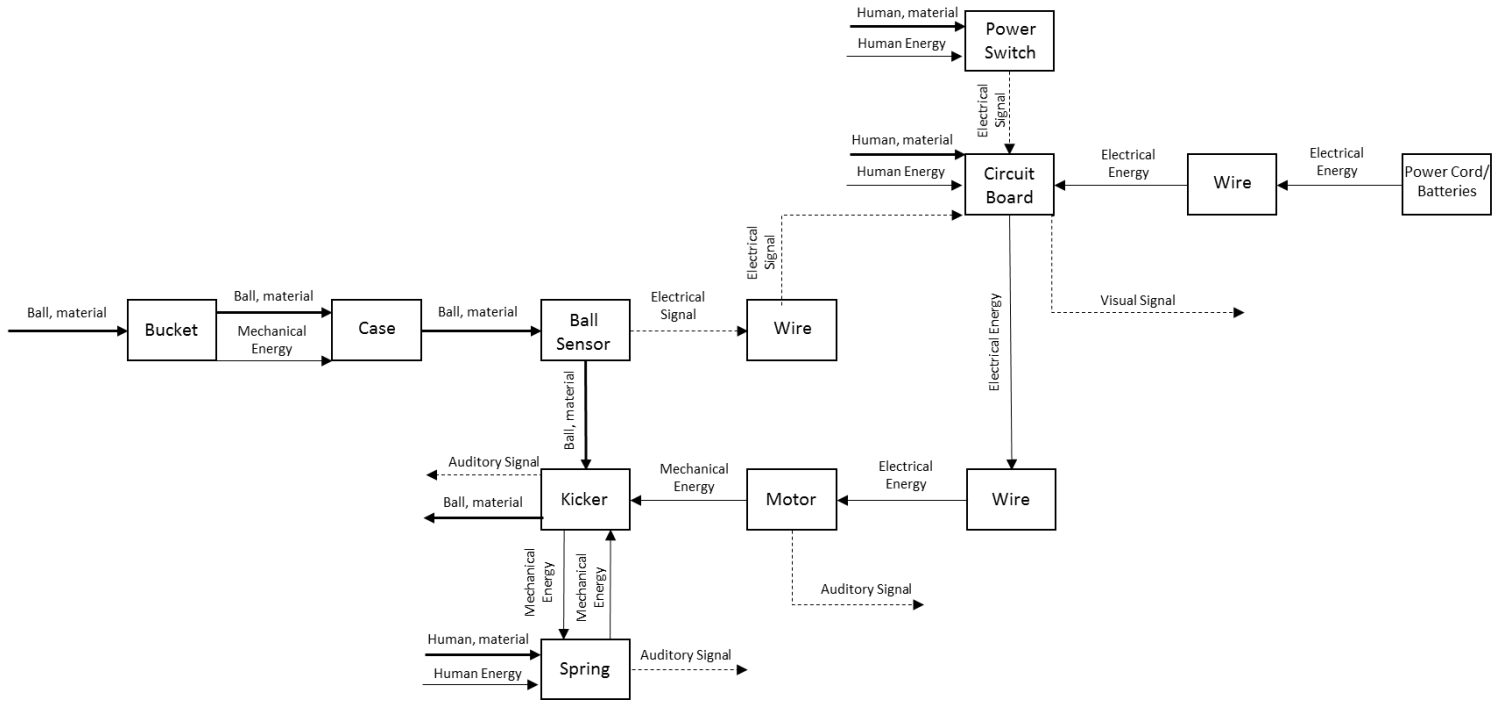 Human, material
Human Energy
Power
Switch
Electrical
Signal
Human, material
Human Energy
Circuit
Board
Electrical
Energy
Wire
Electrical
Energy
Power Cord/
Batteries
Electrical
Signal
Visual Signal
Electrical Energy
Ball, material
Bucket
Ball, material
Mechanical
Energy
Case
Ball, material
Ball
Sensor
Electrical
Signal
Wire
Ball, material
Auditory Signal
Ball, material
Kicker
Mechanical
Energy
Motor
Electrical
Energy
Wire
Mechanical
Energy
Mechanical
Energy
Auditory Signal
Human, material
Human Energy
Spring
Auditory Signal